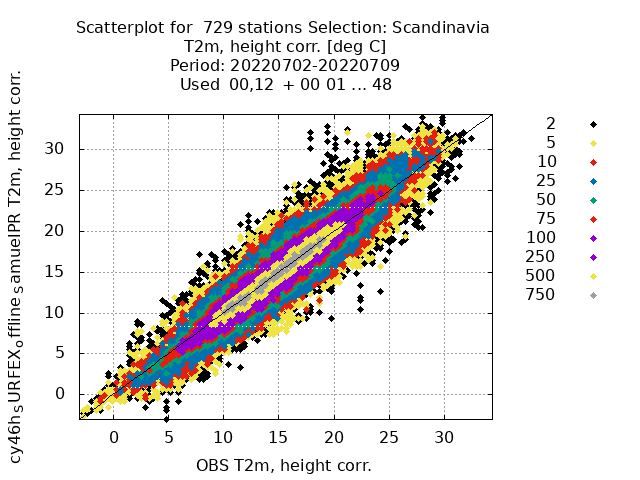 Scatterplot for  729 stations Selection: Scandinavia
T2m, height corr. [deg C]
Period: 20220702-20220709
Used  00,12  + 00 01 ... 48
cy46h_SURFEX_offline_samuelPR  T2m, height corr.
30
25
20
15
10
5
0
0 5 10 15 20 25 30
OBS T2m, height corr.
2
5
10
25
50
75
100
250
500
750